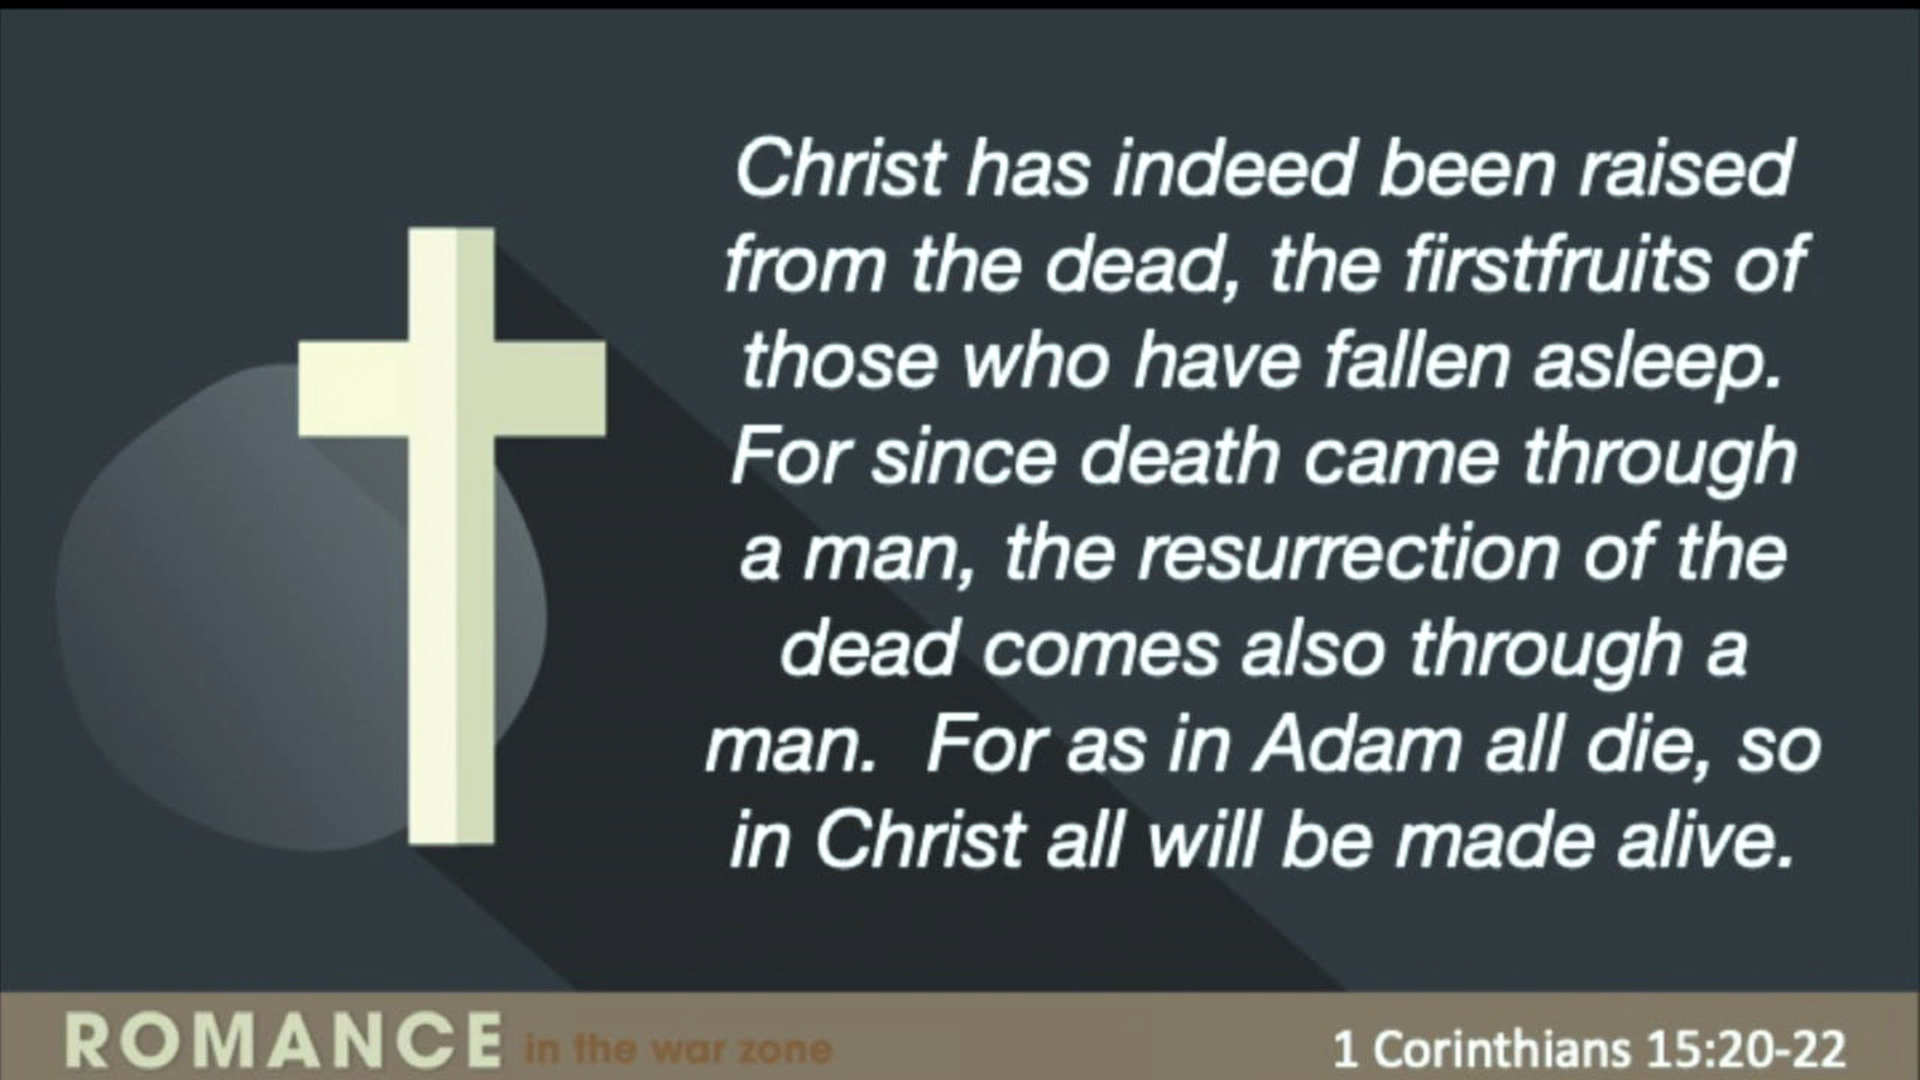 Christ has indeed been raised
from the dead, the firstfruits of
those who have fallen asleep.
For since death came through
a man, the resurrection of the
dead comes also through a
man.  For as in Adam all die, so
in Christ all will be made alive.
ROMANCE in the war zone
1 Corinthians 15:20-22